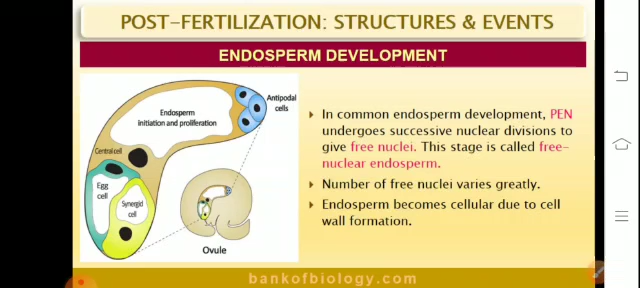 POST-FERTILIZATION: STRUCTURES & EVENTS
ENDOSPERM DEVELOPMENT
Endosperm
initiation and proliferation
Antipodal
cells
Central cell
Egg
cell
Synergid
cell
Ovule
In common endosperm development, PEN
undergoes successive nuclear divisions to
give free nuclei. This stage is called free-
nuclear endosperm.
Number of free nuclei varies greatly.
Endosperm becomes cellular due to cell
wall formation.
bankofbiology.com